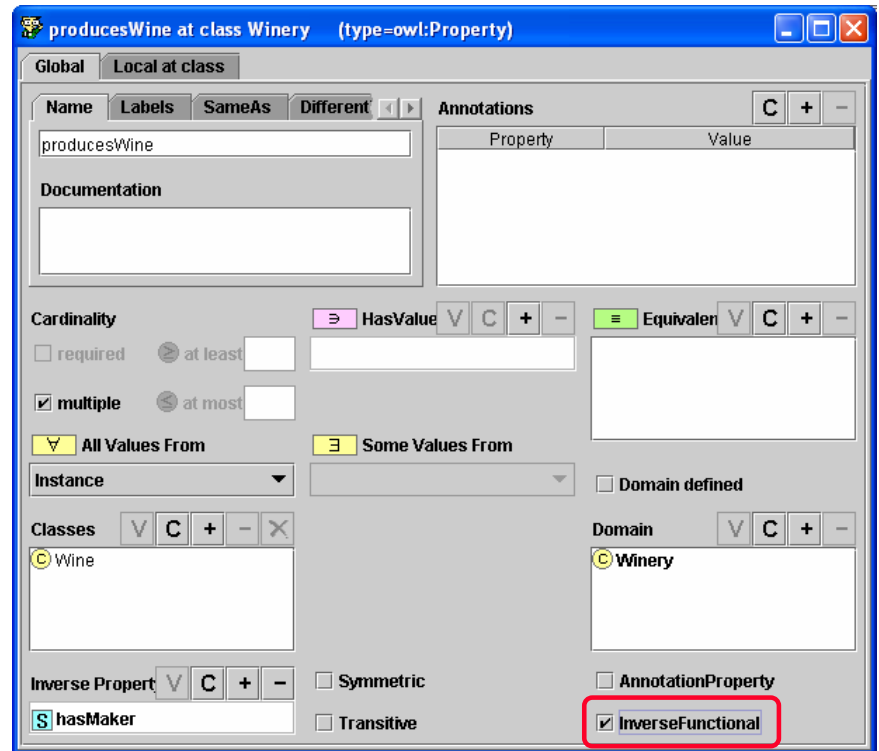 producesWine at class Winery (type=owl:Property)
Global Local at class
Name Labels SameAs Different
producesWine
Documentation
Annotations C + −
Property Value
Cardinality
required ≥ at least
multiple ≤ at most
∋ HasValue V C + −
≡ Equivalen V C + −
∀ All Values From
Instance
∃ Some Values From
Domain defined
Classes V C + − X
C Wine
Domain V C + −
C Winery
Inverse Propert V C + −
S hasMaker
Symmetric
Transitive
AnnotationProperty
InverseFunctional